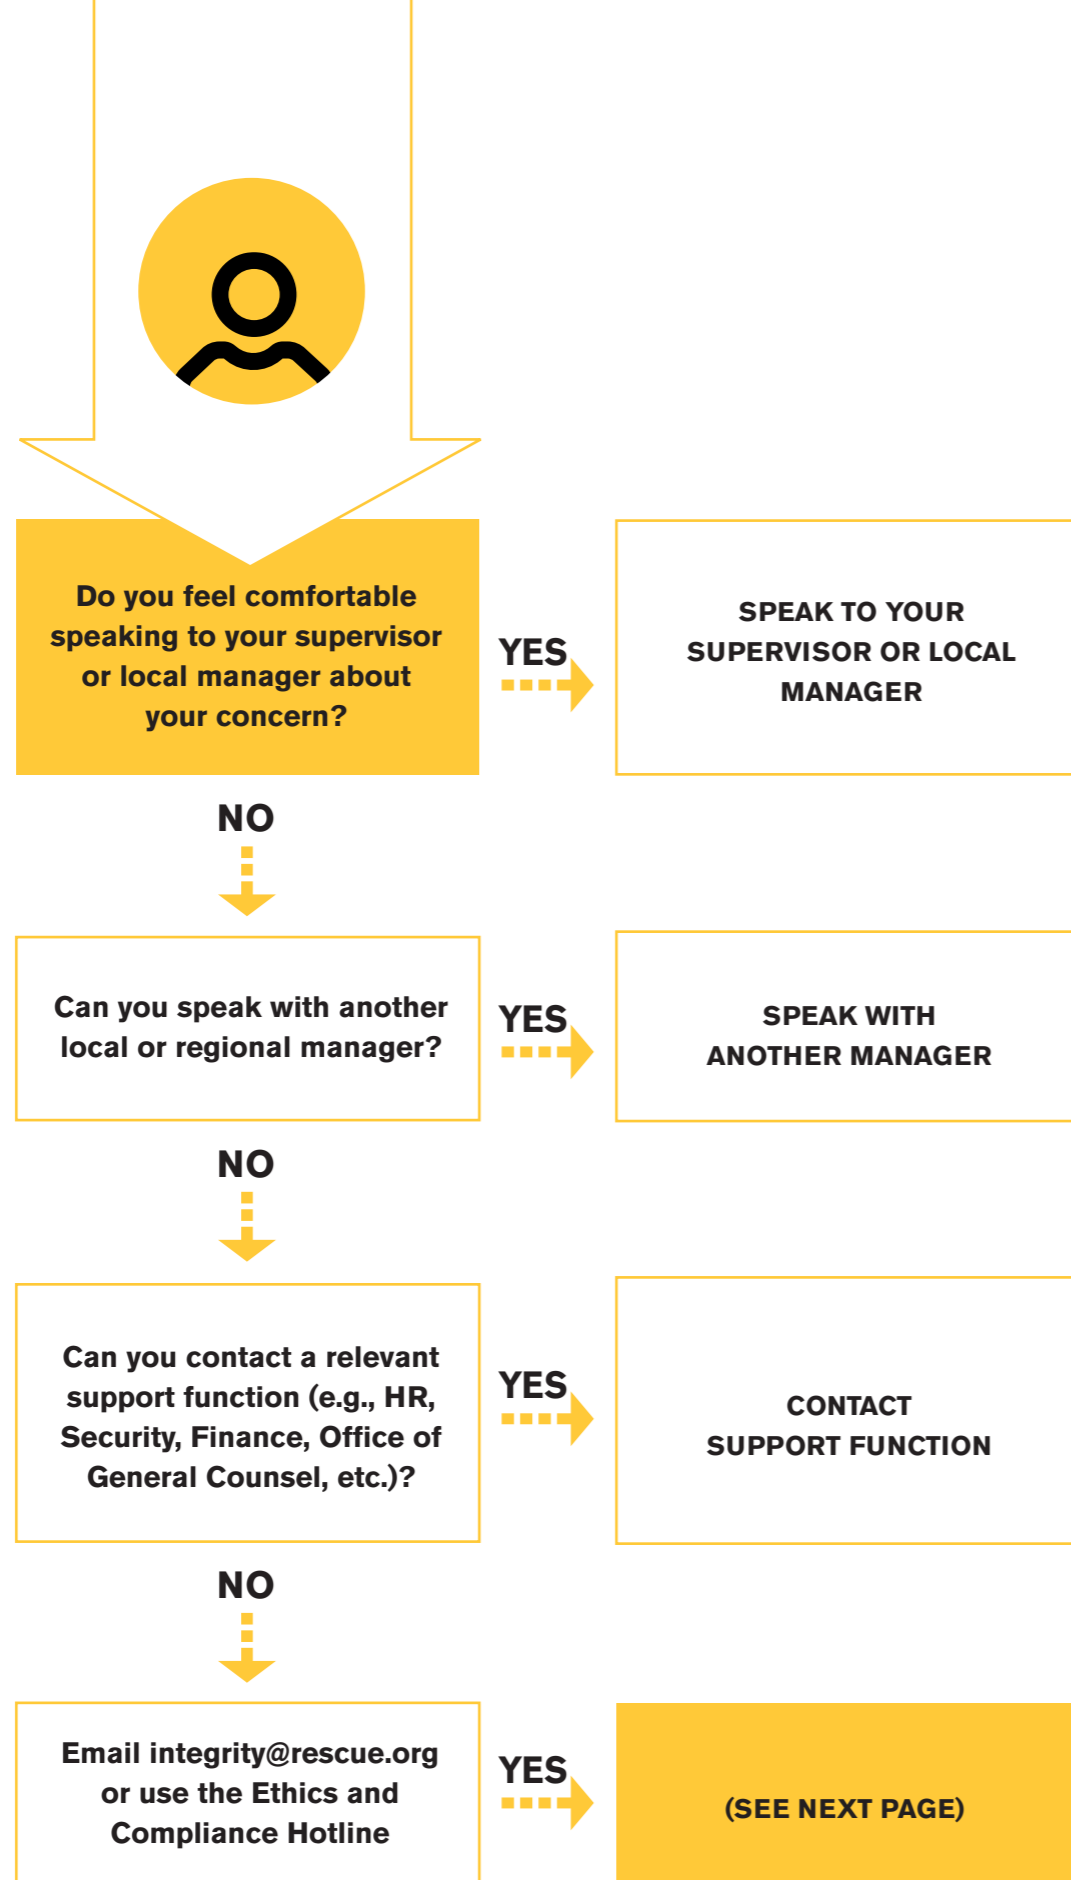 Do you feel comfortable
speaking to your supervisor
or local manager about
your concern?
YES
SPEAK TO YOUR
SUPERVISOR OR LOCAL
MANAGER
NO
Can you speak with another
local or regional manager?
YES
SPEAK WITH
ANOTHER MANAGER
NO
Can you contact a relevant
support function (e.g., HR,
Security, Finance, Office of
General Counsel, etc.)?
YES
CONTACT
SUPPORT FUNCTION
NO
Email integrity@rescue.org
or use the Ethics and
Compliance Hotline
YES
(SEE NEXT PAGE)